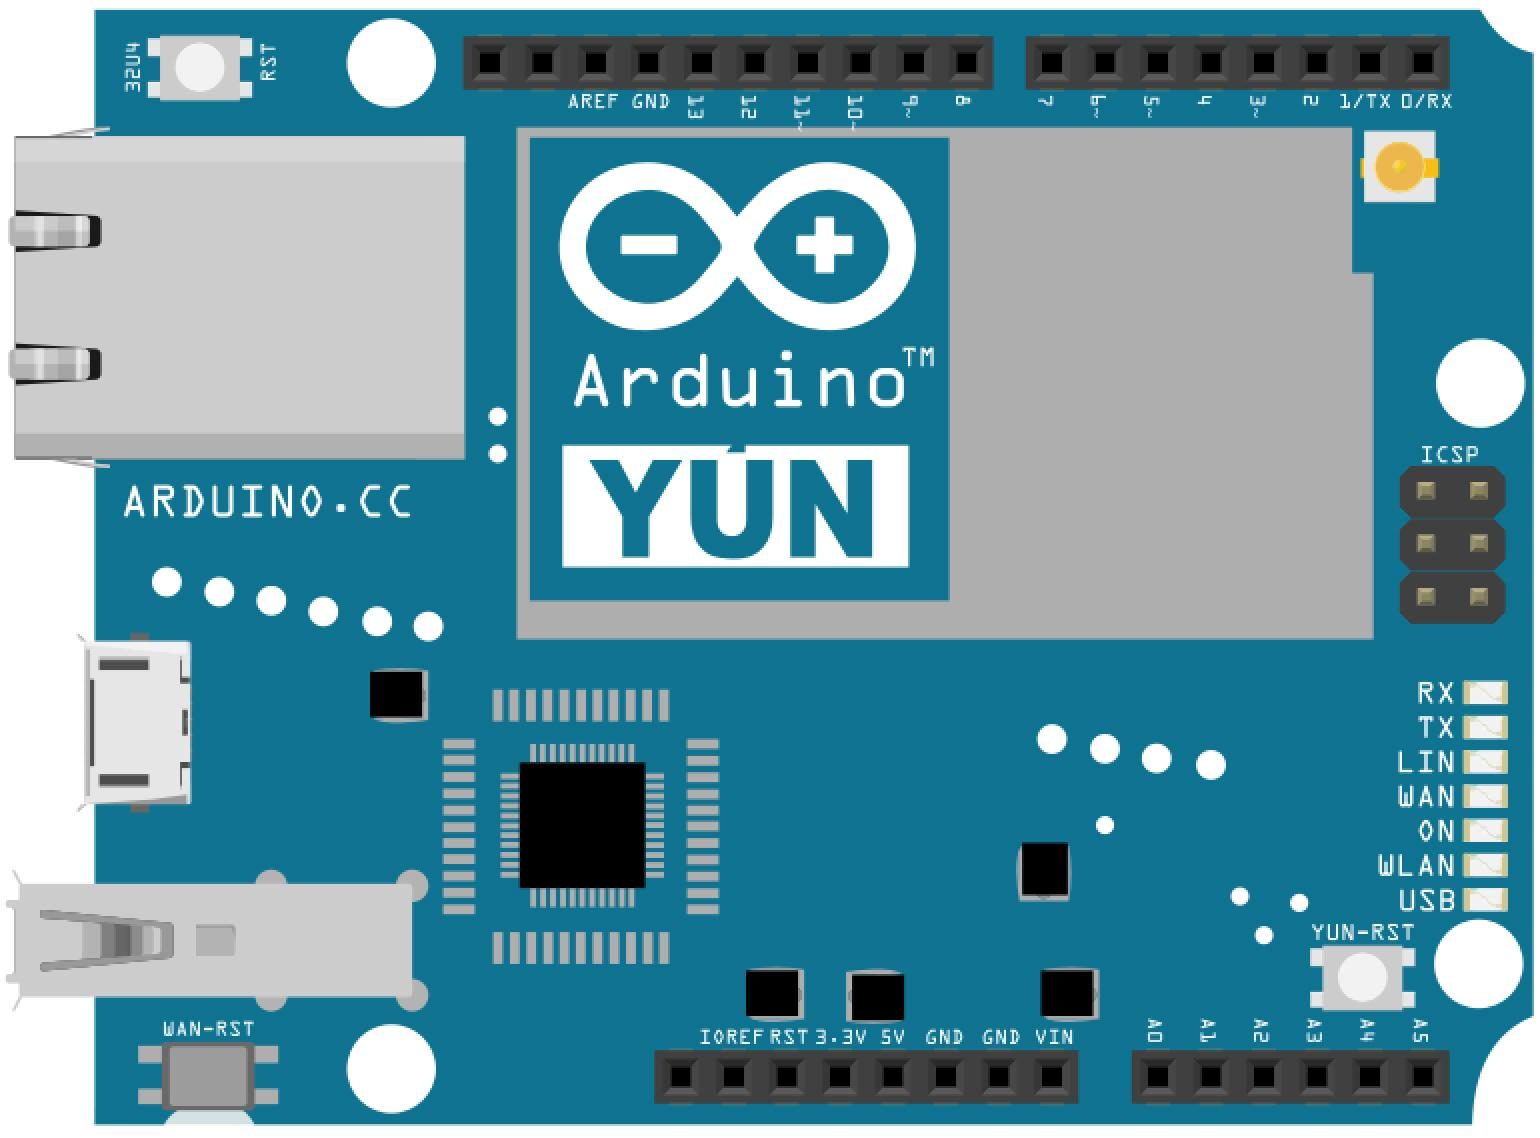 32U4
RST
AREF GND 13 12 11~ 10~ 9~ 8 7 6~ 5~ 4 3~ 2 1/TX 0/RX
Arduino™
YÚN
ICSP
ARDUINO.CC
RX
TX
LIN
WAN
ON
WLAN
USB
YUN-RST
WAN-RST
IOREF RST 3.3V 5V GND GND VIN A0 A1 A2 A3 A4 A5